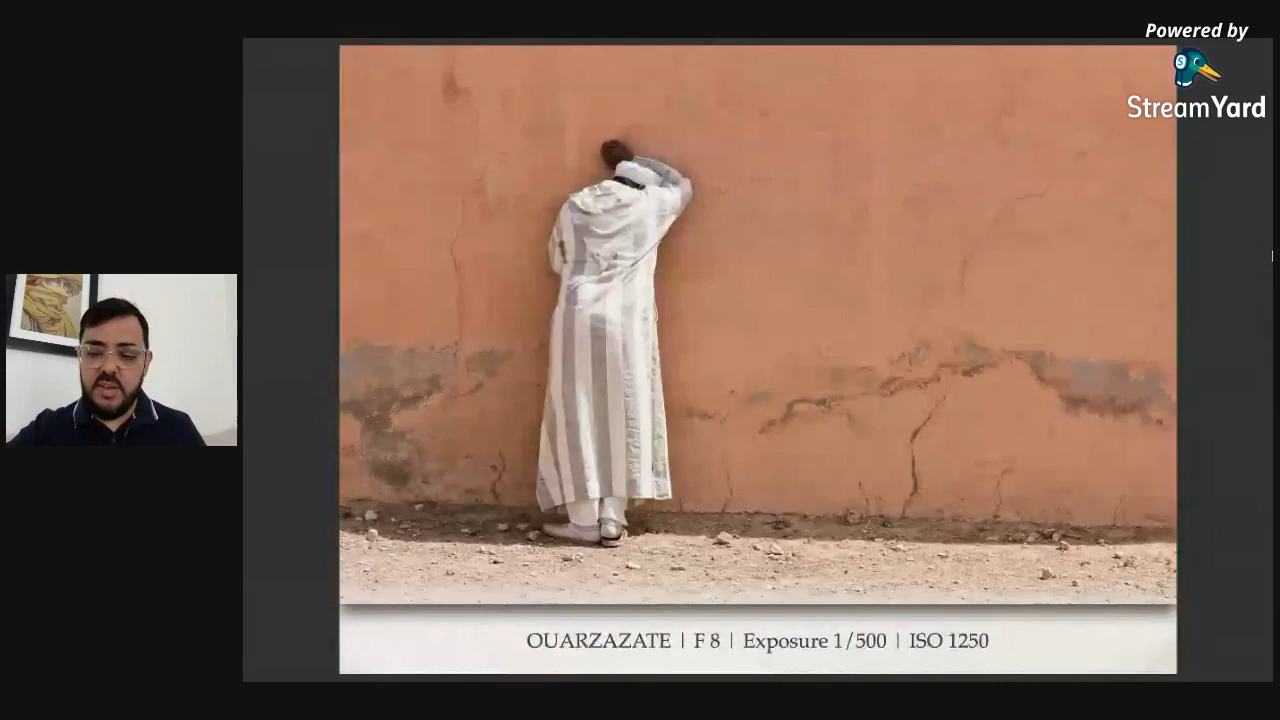 Powered by
StreamYard
OUARZAZATE | F 8 | Exposure 1/500 | ISO 1250